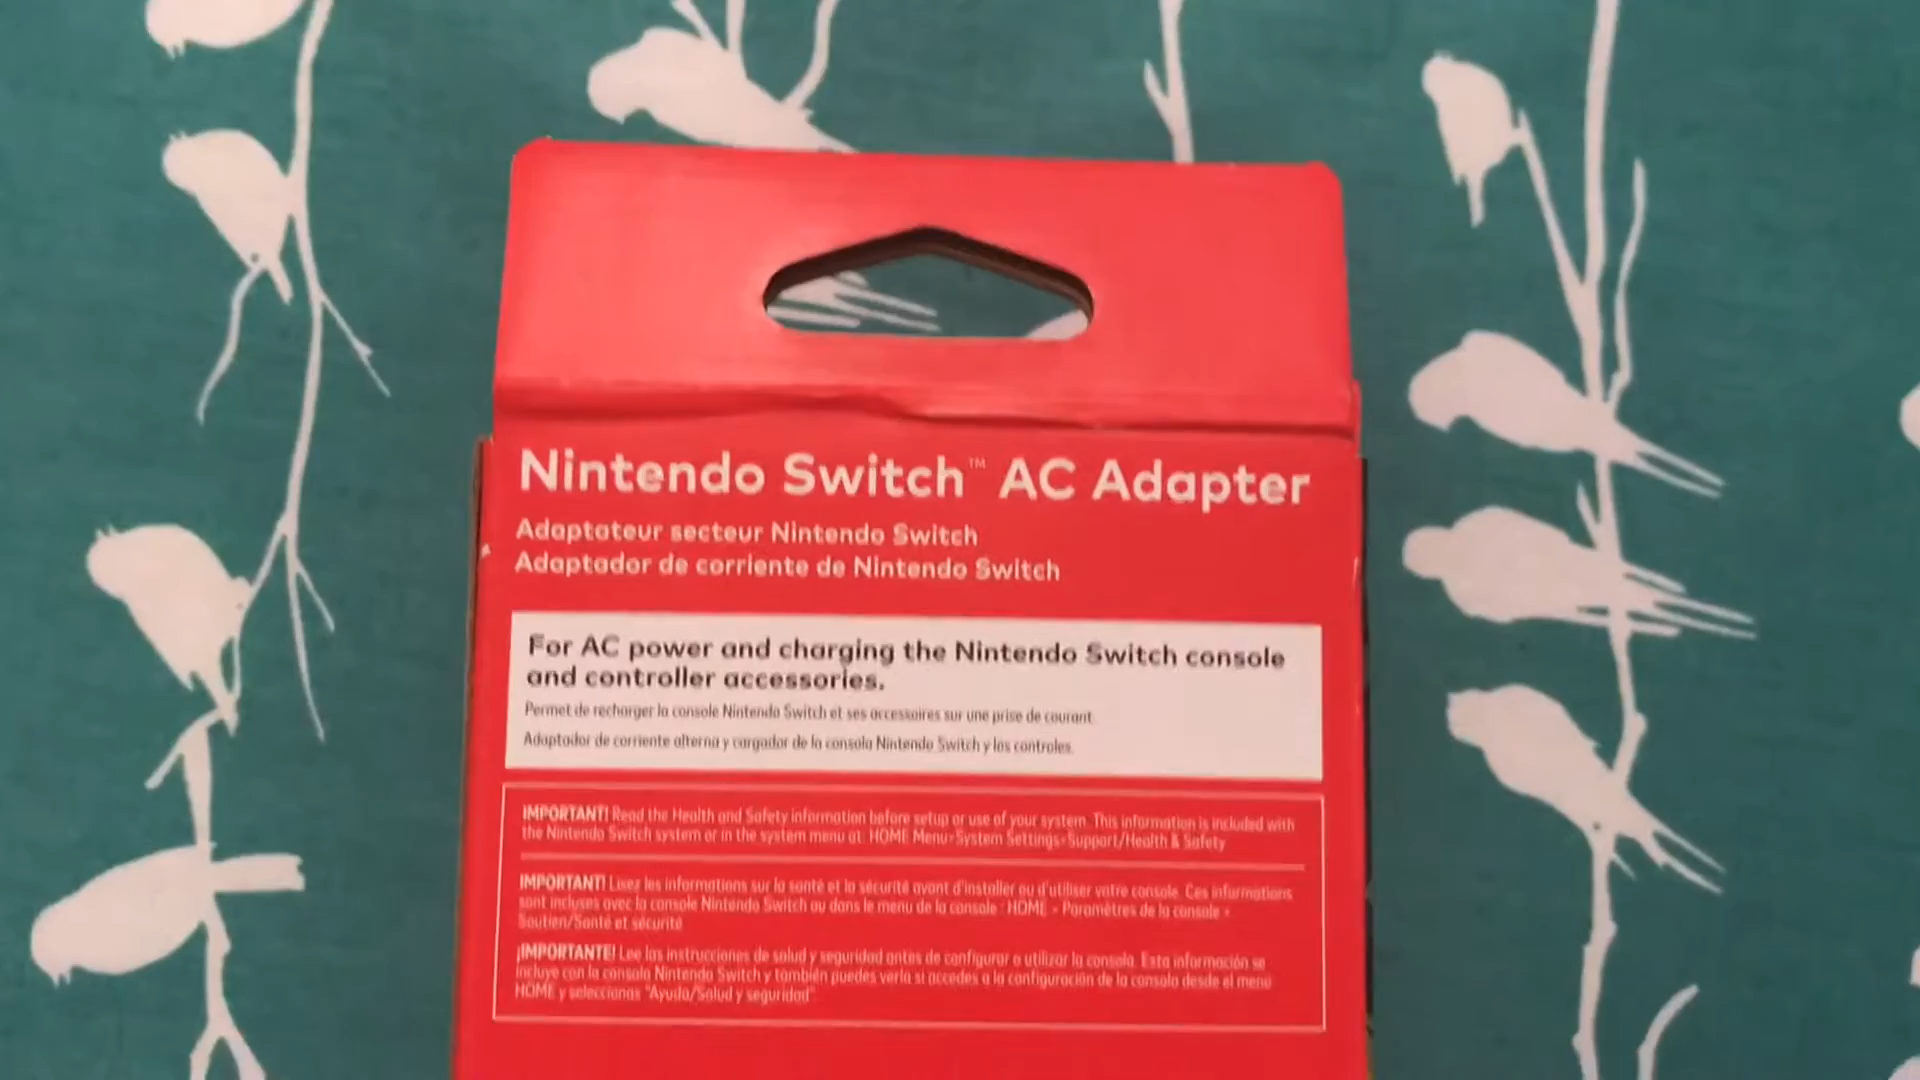 Nintendo Switch™ AC Adapter
Adaptateur secteur Nintendo Switch
Adaptador de corriente de Nintendo Switch
For AC power and charging the Nintendo Switch console
and controller accessories.
Permet de recharger la console Nintendo Switch et ses accessoires sur une prise de courant.
Adaptador de corriente alterna y cargador de la consola Nintendo Switch y los controles.
IMPORTANT! Read the Health and Safety information before setup or use of your system. This information is included with
the Nintendo Switch system or in the system menu at: HOME Menu>System Settings>Support/Health & Safety
IMPORTANT! Lisez les informations sur la santé et la sécurité avant d'installer ou d'utiliser votre console. Ces informations
sont incluses avec la console Nintendo Switch ou dans le menu de la console : HOME > Paramètres de la console >
Soutien/Santé et sécurité
¡IMPORTANTE! Lee las instrucciones de salud y seguridad antes de configurar o utilizar la consola. Esta información se
incluye con la consola Nintendo Switch y también puedes verla si accedes a la configuración de la consola desde el menú
HOME y seleccionas "Ayuda/Salud y seguridad".